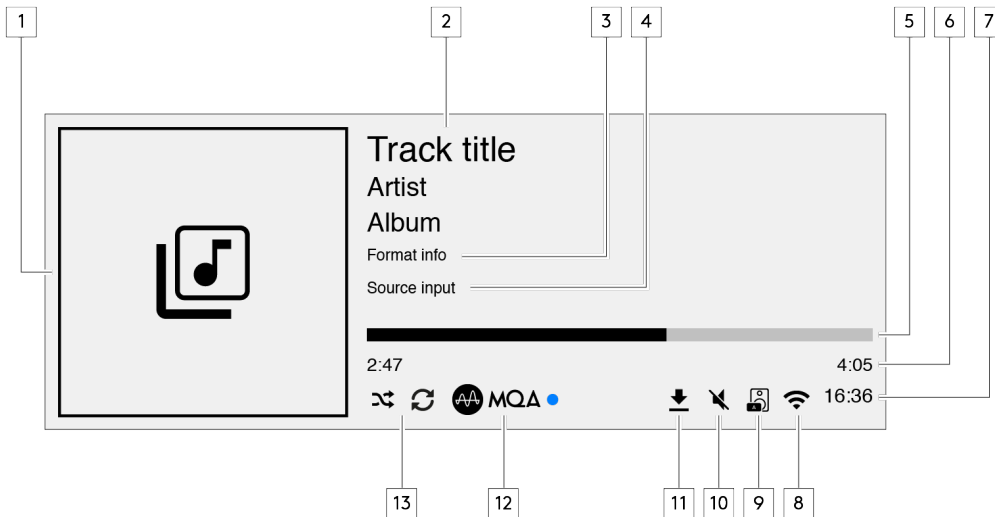 1 2 3 4 5 6 7
Track title
Artist
Album
Format info
Source input
2:47 4:05
MQA 16:36
A
13 12 11 10 9 8